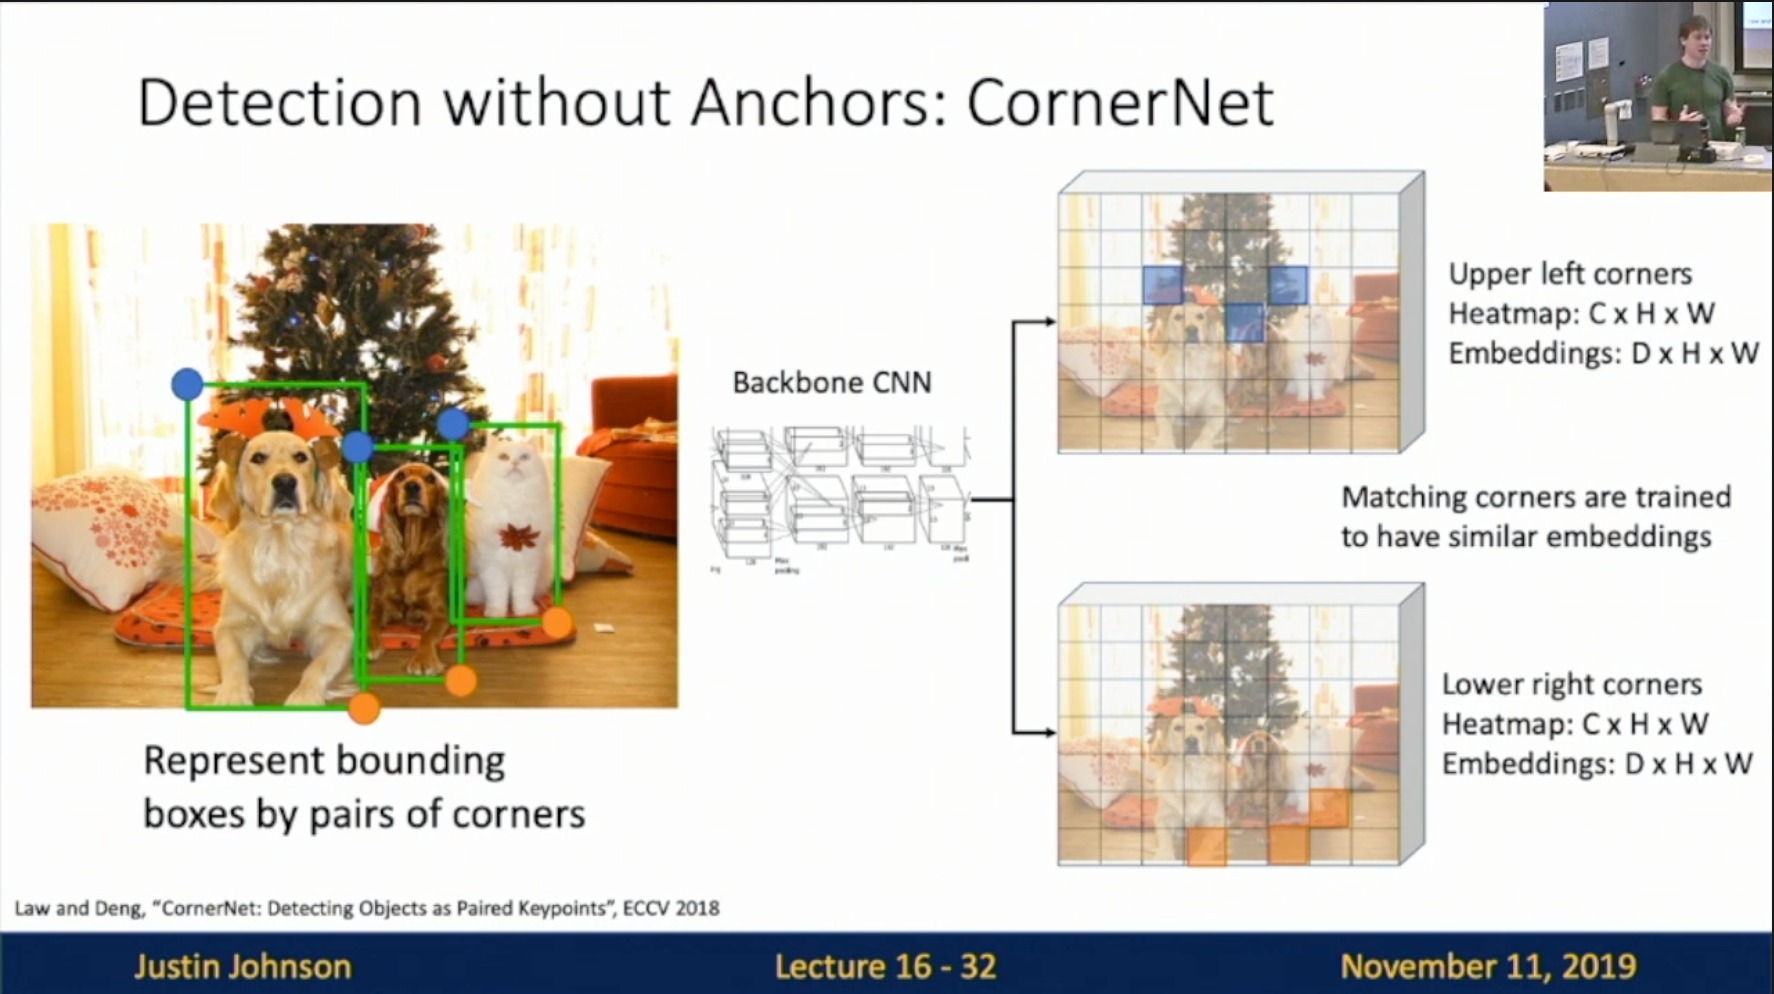 Detection without Anchors: CornerNet
Upper left corners
Heatmap: C x H x W
Embeddings: D x H x W
Backbone CNN
Matching corners are trained
to have similar embeddings
Lower right corners
Heatmap: C x H x W
Embeddings: D x H x W
Represent bounding
boxes by pairs of corners
Law and Deng, “CornerNet: Detecting Objects as Paired Keypoints”, ECCV 2018
Justin Johnson
Lecture 16 - 32
November 11, 2019